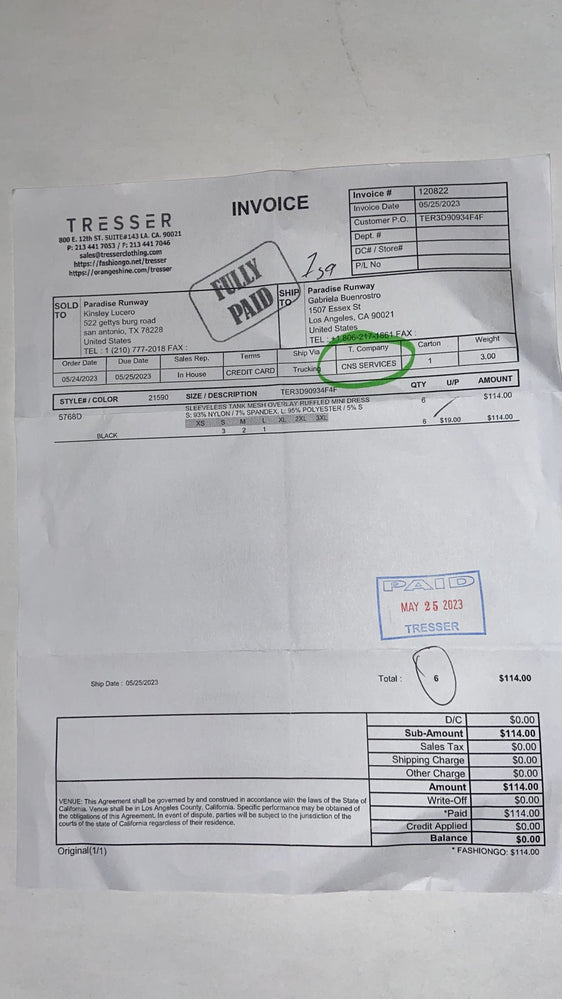 TRESSER
800 E. 12th ST. SUITE#143 LA. CA. 90021
P: 213 441 7053 / F: 213 441 7046
sales@tresserclothing.com
https://fashiongo.net/tresser
https://orangeshine.com/tresser
INVOICE
Invoice # 120822
Invoice Date 05/25/2023
Customer P.O. TER3D90934F4F
Dept. #
DC# / Store#
P/L No
FULLY PAID
SOLD TO
Paradise Runway
Kinsley Lucero
522 gettys burg road
san antonio, TX 78228
United States
TEL : 1 (210) 777-2018 FAX :
SHIP TO
Paradise Runway
Gabriela Buenrostro
1507 Essex St
Los Angeles, CA 90021
United States
TEL : +1 806-217-1661 FAX :
Order Date Due Date Sales Rep. Terms Ship Via T. Company Carton Weight
05/24/2023 05/25/2023 In House CREDIT CARD Trucking CNS SERVICES 1 3.00
STYLE# / COLOR 21590 SIZE / DESCRIPTION TER3D90934F4F QTY U/P AMOUNT
5768D SLEEVELESS TANK MESH OVERLAY RUFFLED MINI DRESS 6 $114.00
S: 93% NYLON / 7% SPANDEX, L: 95% POLYESTER / 5% S
XS S M L XL 2XL 3XL
BLACK 3 2 1 6 $19.00 $114.00
PAID
MAY 25 2023
TRESSER
Ship Date : 05/25/2023 Total : 6 $114.00
D/C $0.00
Sub-Amount $114.00
Sales Tax $0.00
Shipping Charge $0.00
Other Charge $0.00
Amount $114.00
Write-Off $0.00
*Paid $114.00
Credit Applied $0.00
Balance $0.00
VENUE: This Agreement shall be governed by and construed in accordance with the laws of the State of
California. Venue shall be in Los Angeles County, California. Specific performance may be obtained of
the obligations of this Agreement. In event of dispute, parties will be subject to the jurisdiction of the
courts of the state of California regardless of their residence.
Original(1/1) * FASHIONGO: $114.00